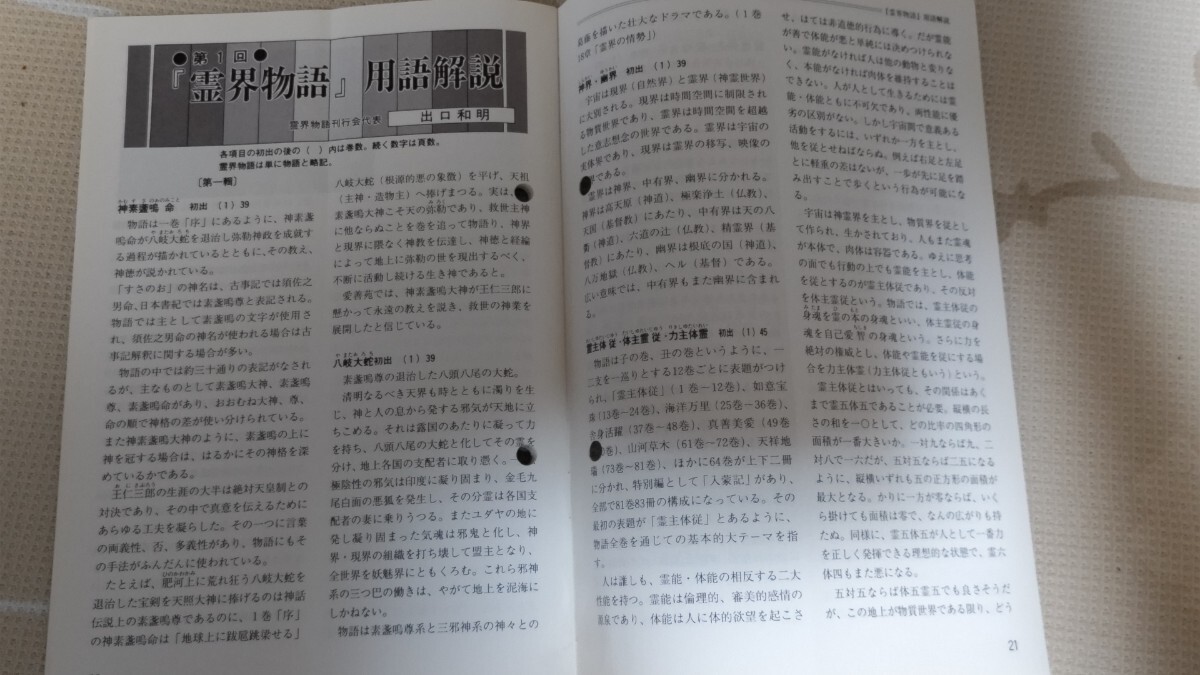 ●第1回●
『霊界物語』用語解説
霊界物語刊行会代表 出口和明
各項目の初出の後の（ ）内は巻数。続く数字は頁数。
霊界物語は単に物語と略記。
［第一輯］
神素盞嗚命 初出（1）39
物語は一巻「序」にあるように、神素盞
嗚命が八岐大蛇を退治し弥勒神政を成就す
る過程が描かれているとともに、その教え、
神徳が説かれている。
「すさのお」の神名は、古事記では須佐之
男命、日本書紀では素盞嗚尊と表記される。
物語では主として素盞嗚の文字が使用さ
れ、須佐之男命の神名が使われる場合は古
事記解釈に関する場合が多い。
物語の中では約三十通りの表記がなされ
るが、主なものとして素盞嗚大神、素盞嗚
尊、素盞嗚命があり、おおむね大神、尊、
命の順で神格の差が使い分けられている。
また神素盞嗚大神のように、素盞嗚の上に
神を冠する場合は、はるかにその神格を深
めているかである。
王仁三郎の生涯の大半は絶対天皇制との
対決であり、その中で真意を伝えるために
あらゆる工夫を凝らした。その一つに言葉
の両義性、否、多義性があり、物語にもそ
の手法がふんだんに使われている。
たとえば、肥河上に荒れ狂う八岐大蛇を
退治した宝剣を天照大神に捧げるのは神話
伝説上の素盞嗚尊であるのに、1巻「序」
の神素盞嗚命は「地球上に跋扈跳梁せる
八岐大蛇（根源的悪の象徴）を平げ、天祖
（主神・造物主）へ捧げまつる。実は、神
素盞嗚大神こそ天の弥勒であり、救世主神
に他ならぬことを巻を追って物語り、神界
と現界に隈なく神教を伝達し、神徳と経綸
によって地上に弥勒の世を現出するべく、
不断に活動し続ける生き神であると。
愛善苑では、神素盞嗚大神が王仁三郎に
懸かって永遠の教えを説き、救世の神業を
展開したと信じている。
八岐大蛇 初出（1）39
素盞嗚尊の退治した八頭八尾の大蛇。
清明なるべき天界も時とともに濁りを生
じ、神と人の息から発する邪気が天地に立
ちこめる。それは露国のあたりに凝って力
を持ち、八頭八尾の大蛇と化してその霊を
分け、地上各国の支配者に取り憑く。
極陰性の邪気は印度に凝り固まり、金毛九
尾白面の悪狐を発生し、その分霊は各国支
配者の妻に乗りうつる。またユダヤの地に
発し凝り固まった気魂は邪鬼と化し、神
界・現界の組織を打ち壊して盟主となり、
全世界を妖魅界にともくろむ。これら邪神
系の三つ巴の働きは、やがて地上を泥海に
しかねない。
物語は素盞嗚尊系と三邪神系の神々との
葛藤を描いた壮大なドラマである。（1巻
18章「霊界の情勢」）
神界・幽界 初出（1）39
宇宙は現界（自然界）と霊界（神霊世界）
に大別される。現界は時間空間に制限され
る物質世界であり、霊界は時間空間を超越
した意志想念の世界である。霊界は宇宙の
実体界であり、現界は霊界の移写、映像の
界である。
霊界は神界、中有界、幽界に分かれる。
神界は高天原（神道）、極楽浄土（仏教）、
天国（基督教）にあたり、中有界は天の八
衢（神道）、六道の辻（仏教）、精霊界（基
督教）にあたり、幽界は根底の国（神道）、
八万地獄（仏教）、ヘル（基督）である。
広い意味では、中有界もまた幽界に含まれ
る。
霊主体従・体主霊従・力主体霊 初出（1）45
物語は子の巻、丑の巻というように、一
二支を一巡りとする12巻ごとに表題がつけ
られ、「霊主体従」（1巻〜12巻）、如意宝
珠（13巻〜24巻）、海洋万里（25巻〜36巻）、
舎身活躍（37巻〜48巻）、真善美愛（49巻
〜60巻）、山河草木（61巻〜72巻）、天祥地
瑞（73巻〜81巻）、ほかに64巻が上下二冊
に分かれ、特別編として「入蒙記」があり、
全部で81巻83冊の構成になっている。その
最初の表題が「霊主体従」とあるように、
物語全巻を通じての基本的大テーマを指
す。
人は誰しも、霊能・体能の相反する二大
性能を持つ。霊能は倫理的、審美的感情の
源泉であり、体能は人に体的欲望を起こさ
『霊界物語』用語解説
せ、はては非道徳的行為に導く。だが霊能
が善で体能が悪と単純には決めつけられな
い。霊能がなければ人は他の動物と変りな
く、本能がなければ肉体を維持することは
できない。人が人として生きるためには霊
能・体能ともに不可欠であり、両性能に優
劣の区別がない。しかし宇宙間で意義ある
活動をするには、いずれか一方を主とし、
他を従とせねばならぬ。例えば右足と左足
とに軽重の差はないが、一歩が先に足を踏
み出すことで歩くという行為が可能にな
る。
宇宙は神霊界を主とし、物質界を従とし
て作られ、生かされており、人もまた霊魂
が本体で、肉体は容器である。ゆえに思考
の面でも行動の上でも霊能を主とし、体能
を従とするのが霊主体従であり、その反対
を体主霊従という。物語では、霊主体従の
身魂を霊の本の身魂といい、体主霊従の身
魂を自己愛智の身魂という。さらに力を
絶対の権威とし、体能や霊能を従にする場
合を力主体霊（力主体従ともいう）という。
霊主体従とはいっても、その関係はあく
まで霊五体五であることが必要。縦横の長
さの和を一〇として、どの比率の四角形の
面積が一番大きいか。一対九ならば九、二
対八で一六だが、五対五ならば二五になる
ように、縦横いずれも五の正方形の面積が
最大となる。かりに一方が零ならば、いく
ら掛けても面積は零で、なんの広がりも持
たぬ。同様に、霊五体五が人として一番力
を正しく発揮できる理想的な状態で、霊六
体四もまた悪になる。
五対五ならば体五霊五でも良さそうだ
が、この地上が物質世界である限り、どう
21